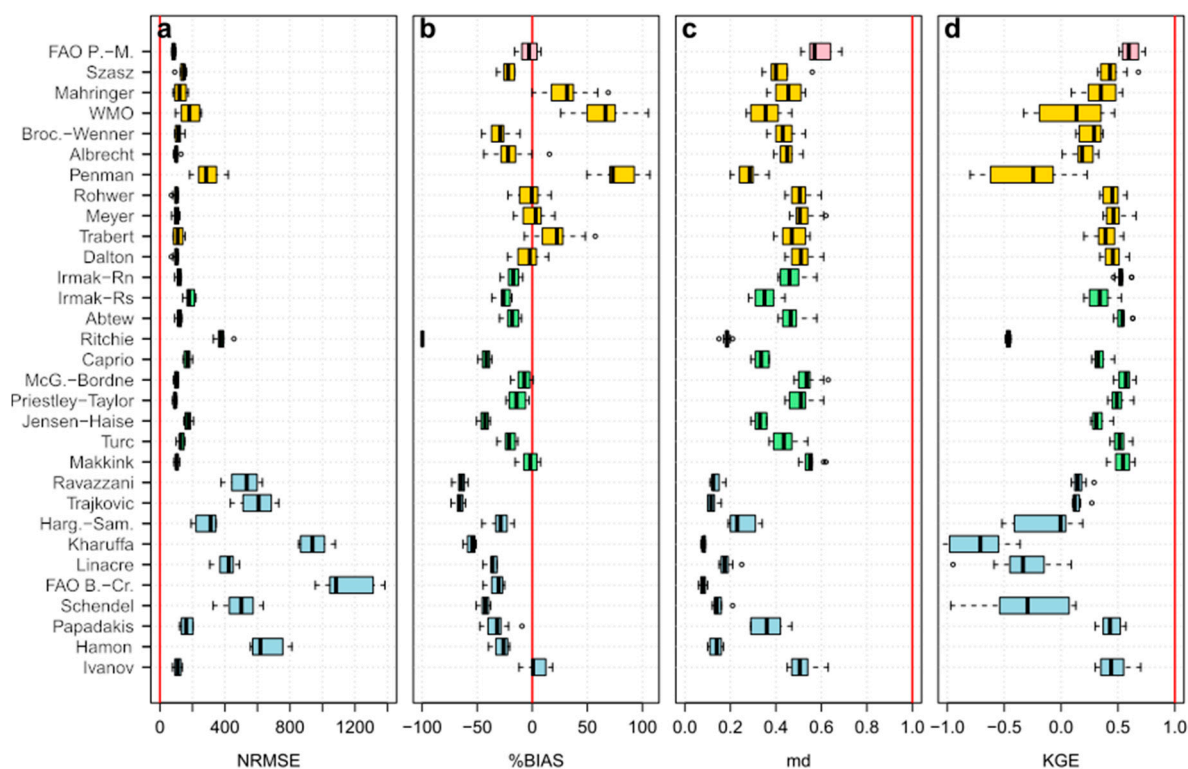 a b c d
FAO P.−M.
Szasz
Mahringer
WMO
Broc.−Wenner
Albrecht
Penman
Rohwer
Meyer
Trabert
Dalton
Irmak−Rn
Irmak−Rs
Abtew
Ritchie
Caprio
McG.−Bordne
Priestley−Taylor
Jensen−Haise
Turc
Makkink
Ravazzani
Trajkovic
Harg.−Sam.
Kharuffa
Linacre
FAO B.−Cr.
Schendel
Papadakis
Hamon
Ivanov
0 400 800 1200 −100 −50 0 50 100 0.0 0.2 0.4 0.6 0.8 1.0 −1.0 −0.5 0.0 0.5 1.0
NRMSE %BIAS md KGE